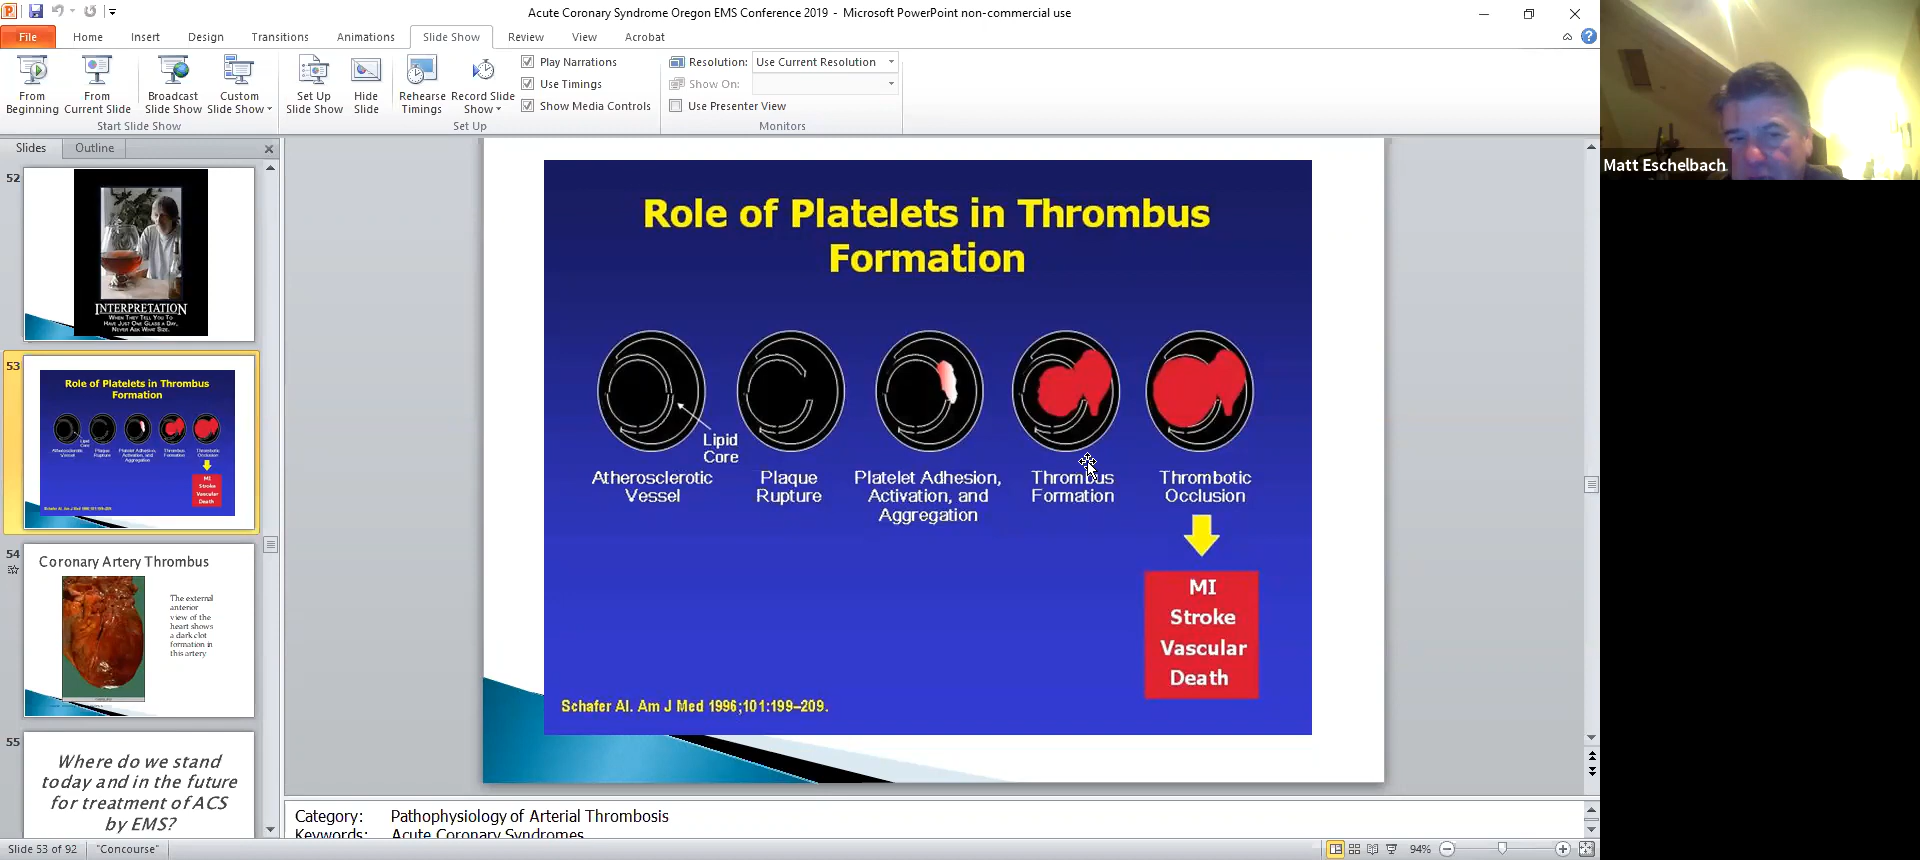 Acute Coronary Syndrome Oregon EMS Conference 2019 - Microsoft PowerPoint non-commercial use
File Home Insert Design Transitions Animations Slide Show Review View Acrobat
From Beginning
From Current Slide
Broadcast Slide Show
Custom Slide Show
Set Up Slide Show
Hide Slide
Rehearse Timings
Record Slide Show
Play Narrations
Use Timings
Show Media Controls
Resolution: Use Current Resolution
Show On:
Use Presenter View
Start Slide Show
Set Up
Monitors
Slides Outline
52
INTERPRETATION
WHEN THEY TELL YOU TO
HAVE JUST ONE GLASS A DAY,
NEVER ASK WHAT SIZE.
53
Role of Platelets in Thrombus
Formation
Lipid
Core
Atherosclerotic
Vessel
Plaque
Rupture
Platelet Adhesion,
Activation, and
Aggregation
Thrombus
Formation
Thrombotic
Occlusion
MI
Stroke
Vascular
Death
Schafer AI. Am J Med 1996;101:199–209.
54
Coronary Artery Thrombus
The external
anterior
view of the
heart shows
a dark clot
formation in
this artery
55
Where do we stand
today and in the future
for treatment of ACS
by EMS?
Role of Platelets in Thrombus
Formation
Lipid
Core
Atherosclerotic
Vessel
Plaque
Rupture
Platelet Adhesion,
Activation, and
Aggregation
Thrombus
Formation
Thrombotic
Occlusion
MI
Stroke
Vascular
Death
Schafer AI. Am J Med 1996;101:199–209.
Category: Pathophysiology of Arterial Thrombosis
Keywords: Acute Coronary Syndromes
Slide 53 of 92 "Concourse"
94%
Matt Eschelbach